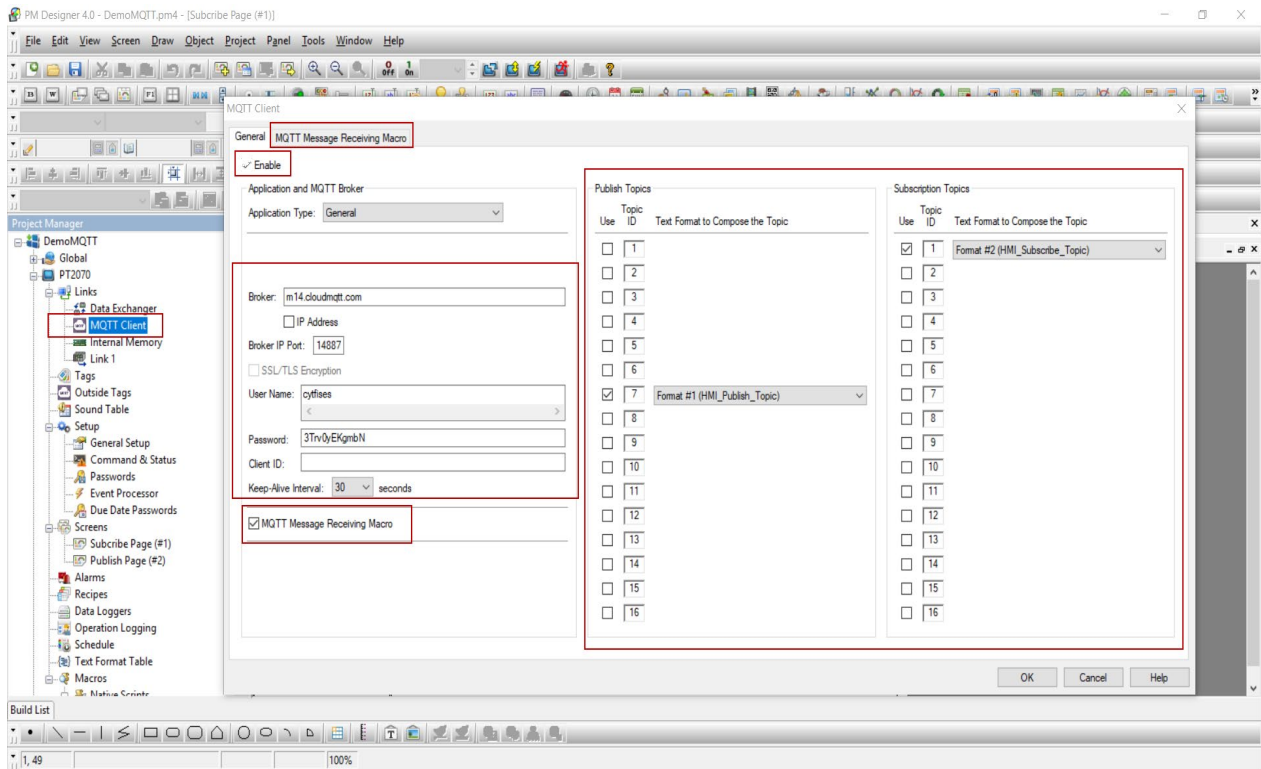 PM Designer 4.0 - DemoMQTT.pm4 - [Subcribe Page (#1)]
File Edit View Screen Draw Object Project Panel Tools Window Help
MQTT Client
General MQTT Message Receiving Macro
Enable
Application and MQTT Broker
Application Type: General
Broker: m14.cloudmqtt.com
IP Address
Broker IP Port: 14887
SSL/TLS Encryption
User Name: cytfises
Password: 3Trv0yEKgmbN
Client ID:
Keep-Alive Interval: 30 seconds
MQTT Message Receiving Macro
Publish Topics
Use Topic ID Text Format to Compose the Topic
1
2
3
4
5
6
7 Format #1 (HMI_Publish_Topic)
8
9
10
11
12
13
14
15
16
Subscription Topics
Use Topic ID Text Format to Compose the Topic
1 Format #2 (HMI_Subscribe_Topic)
2
3
4
5
6
7
8
9
10
11
12
13
14
15
16
OK Cancel Help
Project Manager
DemoMQTT
Global
PT2070
Links
Data Exchanger
MQTT Client
Internal Memory
Link 1
Tags
Outside Tags
Sound Table
Setup
General Setup
Command & Status
Passwords
Event Processor
Due Date Passwords
Screens
Subcribe Page (#1)
Publish Page (#2)
Alarms
Recipes
Data Loggers
Operation Logging
Schedule
Text Format Table
Macros
Native Scripts
Build List
1, 49
100%